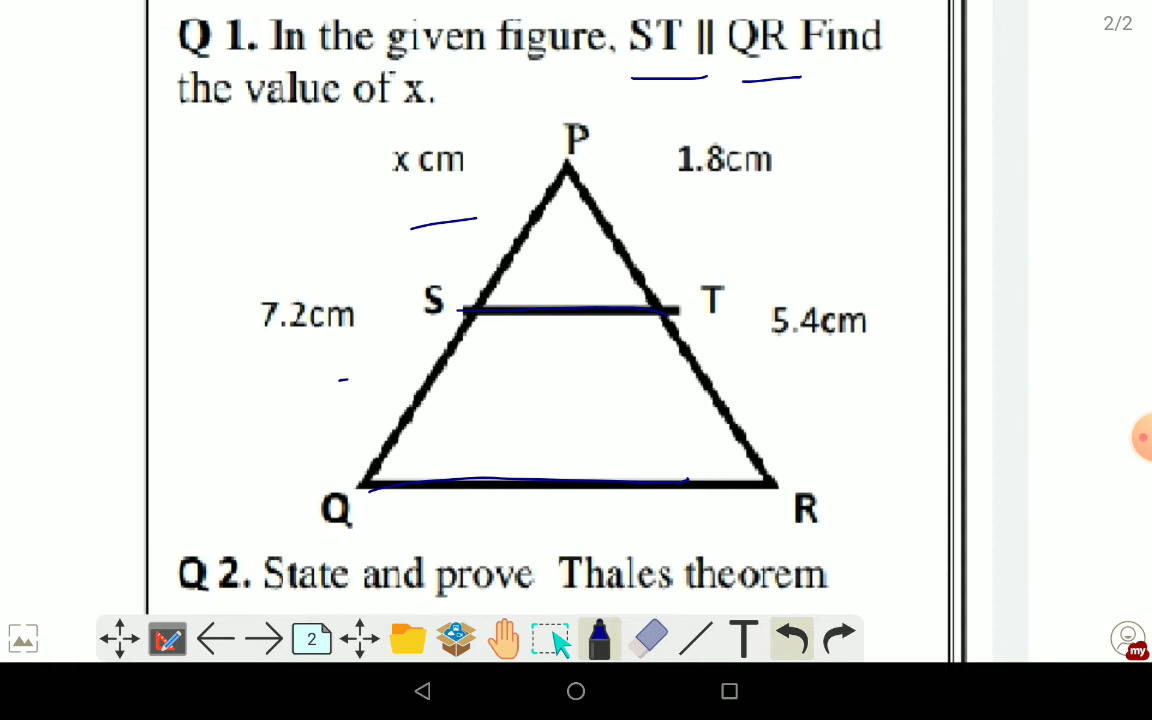 2/2
Q 1. In the given figure, ST || QR Find
the value of x.
P
x cm
1.8cm
S
T
7.2cm
5.4cm
Q
R
Q 2. State and prove Thales theorem
2
T
my